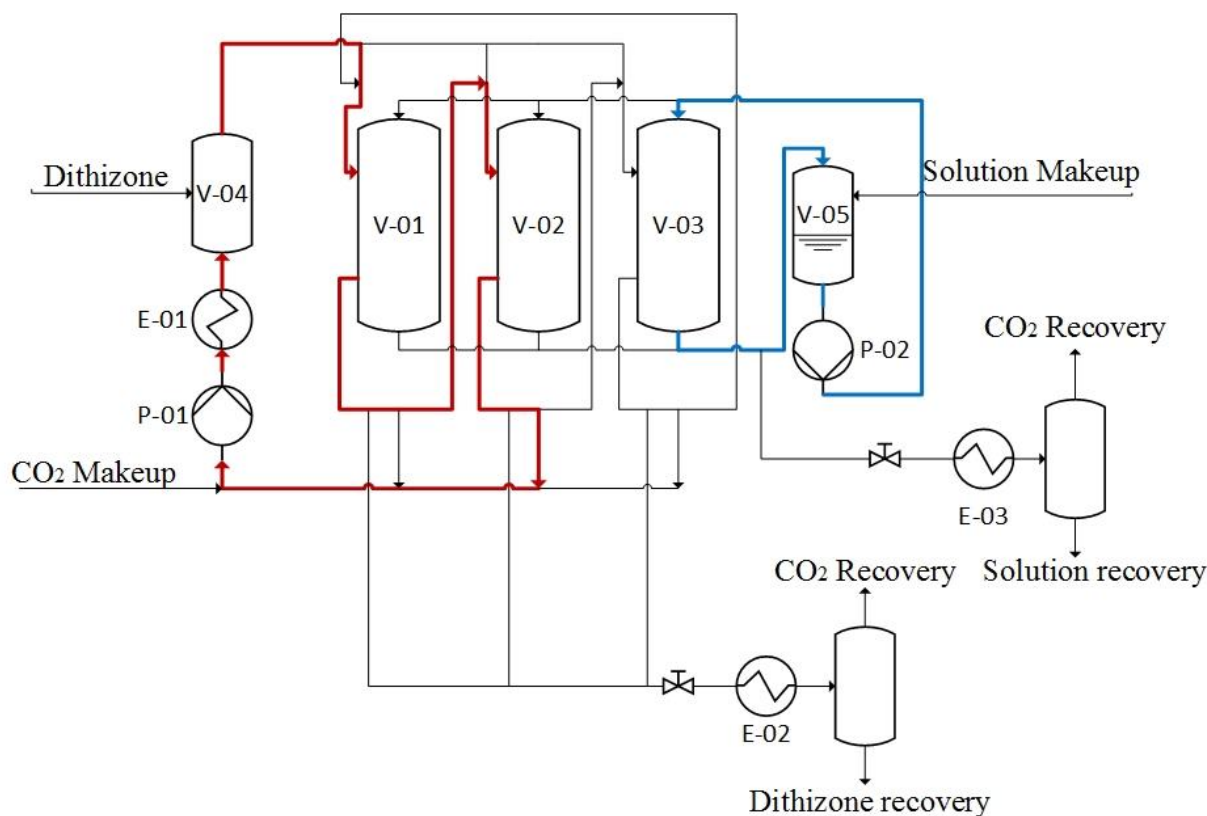 Dithizone
V-04
V-01
V-02
V-03
V-05
Solution Makeup
E-01
P-01
P-02
CO2 Recovery
CO2 Makeup
E-03
Solution recovery
CO2 Recovery
E-02
Dithizone recovery